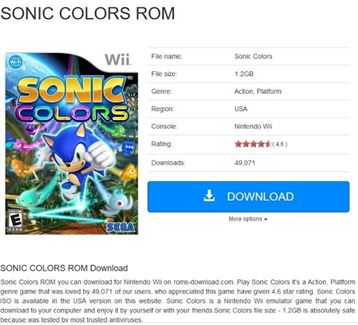 SONIC COLORS ROM
Wii
SONIC
COLORS
E
SEGA
File name: Sonic Colors
File size: 1.2GB
Genre: Action, Platform
Region: USA
Console: Nintendo Wii
Rating: ( 4.6 )
Downloads: 49,071
DOWNLOAD
More options
SONIC COLORS ROM Download
Sonic Colors ROM you can download for Nintendo Wii on roms-download.com. Play Sonic Colors it's a Action, Platform
genre game that was loved by 49,071 of our users, who appreciated this game given 4.6 star rating. Sonic Colors
ISO is available in the USA version on this website. Sonic Colors is a Nintendo Wii emulator game that you can
download to your computer and enjoy it by yourself or with your friends.Sonic Colors file size - 1.2GB is absolutely safe
because was tested by most trusted antiviruses.